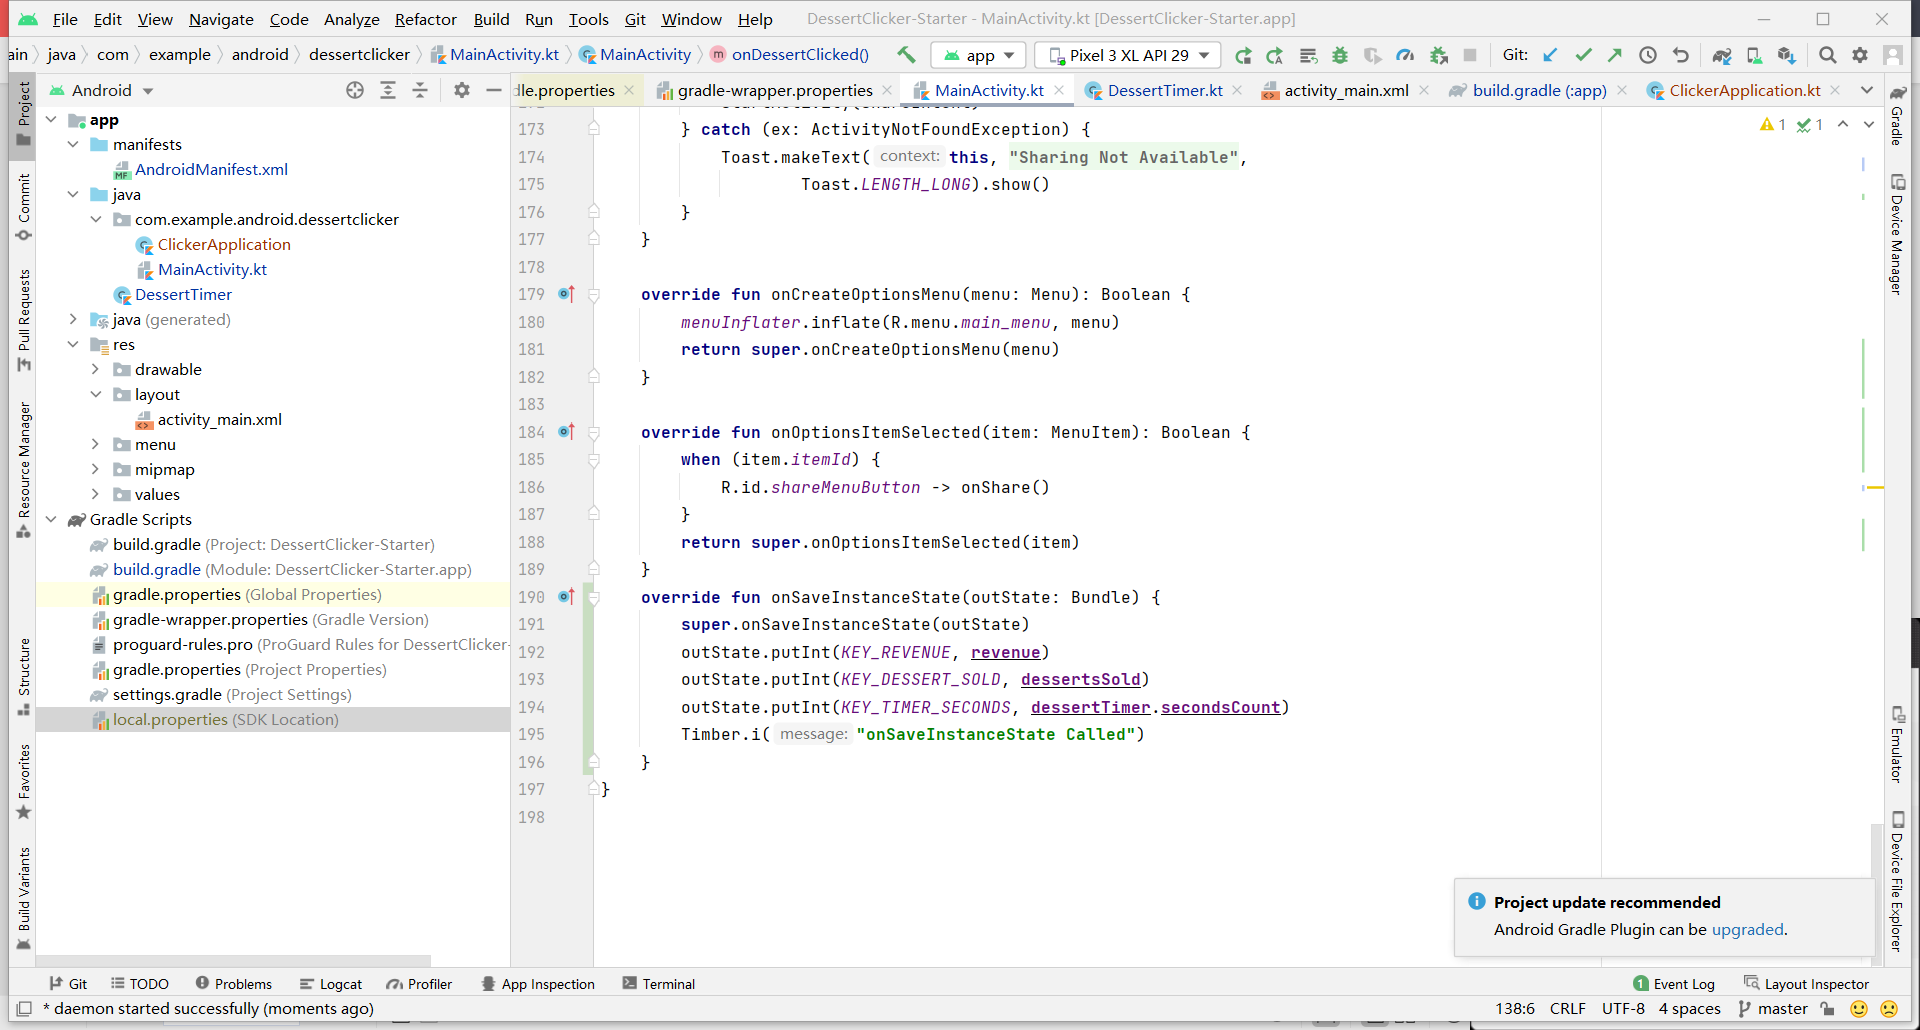 File Edit View Navigate Code Analyze Refactor Build Run Tools Git Window Help DessertClicker-Starter - MainActivity.kt [DessertClicker-Starter.app]
ain java com example android dessertclicker MainActivity.kt MainActivity onDessertClicked() app Pixel 3 XL API 29 Git:
Android
le.properties gradle-wrapper.properties MainActivity.kt DessertTimer.kt activity_main.xml build.gradle (:app) ClickerApplication.kt
Project
Commit
Pull Requests
Resource Manager
Structure
Favorites
Build Variants
app
manifests
AndroidManifest.xml
java
com.example.android.dessertclicker
ClickerApplication
MainActivity.kt
DessertTimer
java (generated)
res
drawable
layout
activity_main.xml
menu
mipmap
values
Gradle Scripts
build.gradle (Project: DessertClicker-Starter)
build.gradle (Module: DessertClicker-Starter.app)
gradle.properties (Global Properties)
gradle-wrapper.properties (Gradle Version)
proguard-rules.pro (ProGuard Rules for DessertClicker-
gradle.properties (Project Properties)
settings.gradle (Project Settings)
local.properties (SDK Location)
173 } catch (ex: ActivityNotFoundException) {
174 Toast.makeText( context: this, "Sharing Not Available",
175 Toast.LENGTH_LONG).show()
176 }
177 }
178
179 override fun onCreateOptionsMenu(menu: Menu): Boolean {
180 menuInflater.inflate(R.menu.main_menu, menu)
181 return super.onCreateOptionsMenu(menu)
182 }
183
184 override fun onOptionsItemSelected(item: MenuItem): Boolean {
185 when (item.itemId) {
186 R.id.shareMenuButton -> onShare()
187 }
188 return super.onOptionsItemSelected(item)
189 }
190 override fun onSaveInstanceState(outState: Bundle) {
191 super.onSaveInstanceState(outState)
192 outState.putInt(KEY_REVENUE, revenue)
193 outState.putInt(KEY_DESSERT_SOLD, dessertsSold)
194 outState.putInt(KEY_TIMER_SECONDS, dessertTimer.secondsCount)
195 Timber.i( message: "onSaveInstanceState Called")
196 }
197 }
198
1 1
Gradle
Device Manager
Emulator
Device File Explorer
Project update recommended
Android Gradle Plugin can be upgraded.
Git TODO Problems Logcat Profiler App Inspection Terminal 1 Event Log Layout Inspector
* daemon started successfully (moments ago) 138:6 CRLF UTF-8 4 spaces master